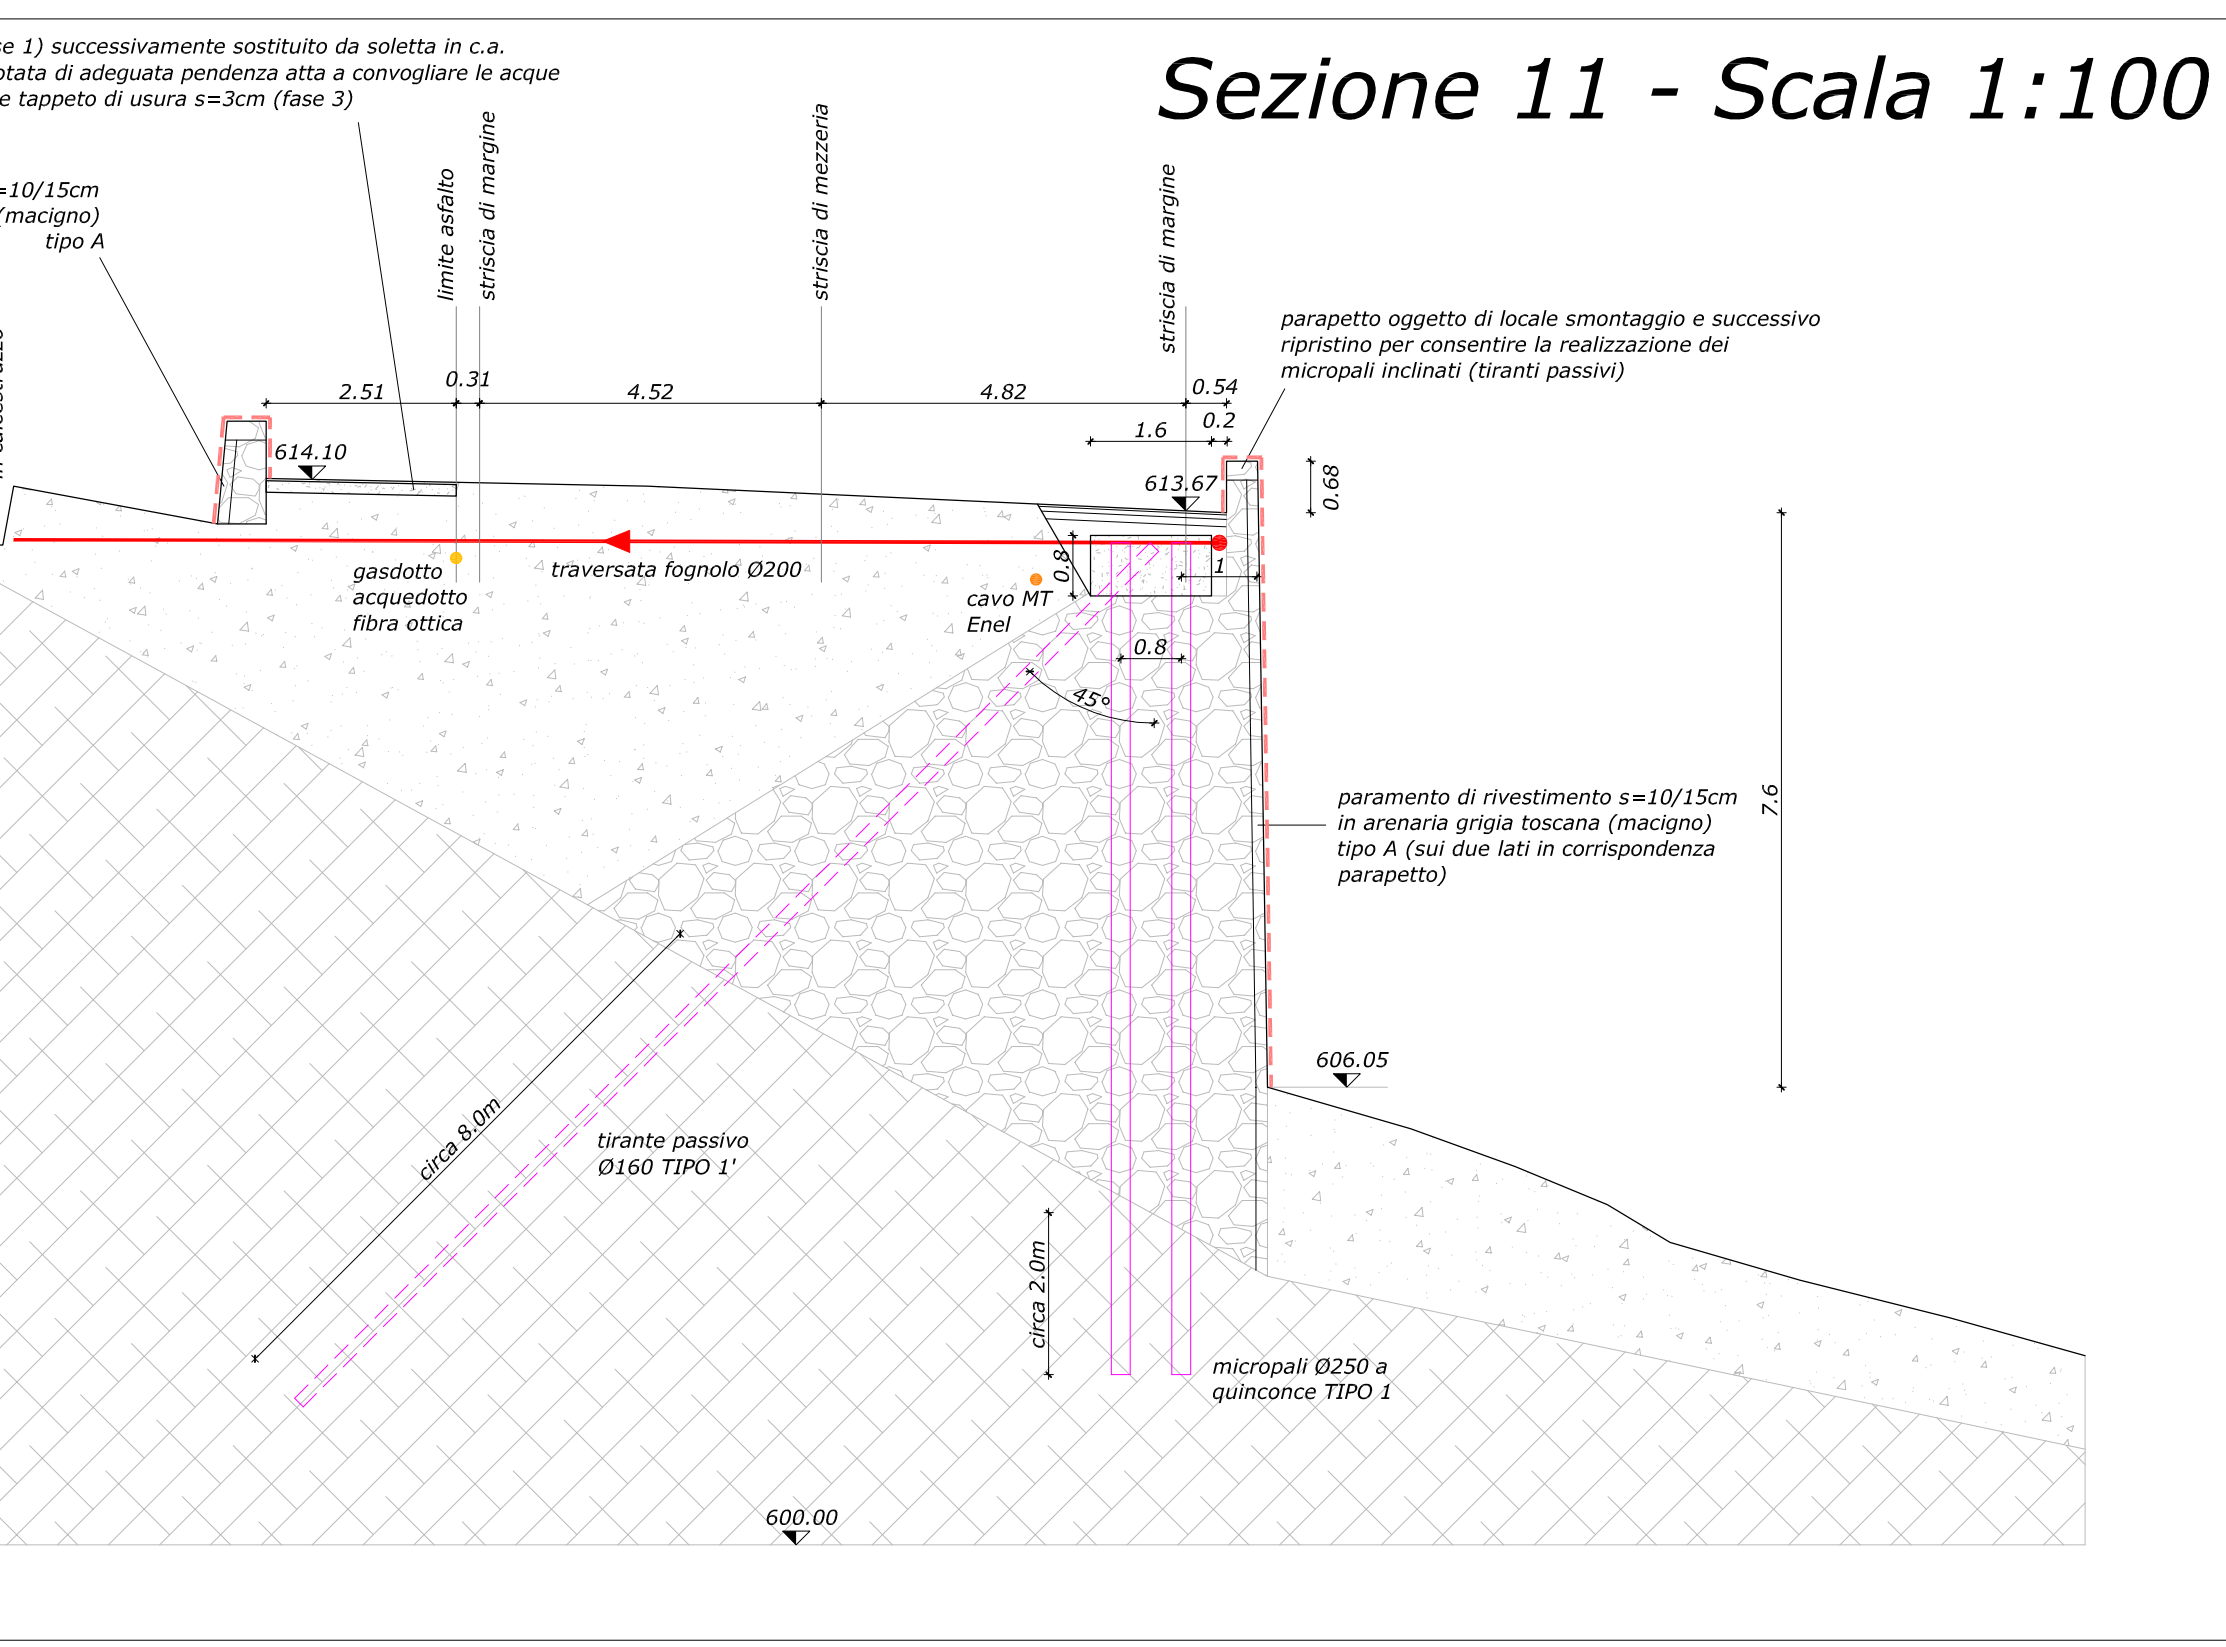 se 1) successivamente sostituito da soletta in c.a.
otata di adeguata pendenza atta a convogliare le acque
e tappeto di usura s=3cm (fase 3)
Sezione 11 - Scala 1:100
=10/15cm
(macigno)
tipo A
limite asfalto
striscia di margine
striscia di mezzeria
striscia di margine
parapetto oggetto di locale smontaggio e successivo
ripristino per consentire la realizzazione dei
micropali inclinati (tiranti passivi)
2.51
0.31
4.52
4.82
0.54
1.6
0.2
614.10
613.67
0.68
0.8
1
gasdotto
acquedotto
fibra ottica
traversata fognolo Ø200
cavo MT
Enel
0.8
45°
7.6
paramento di rivestimento s=10/15cm
in arenaria grigia toscana (macigno)
tipo A (sui due lati in corrispondenza
parapetto)
606.05
circa 8.0m
tirante passivo
Ø160 TIPO 1'
circa 2.0m
micropali Ø250 a
quinconce TIPO 1
600.00